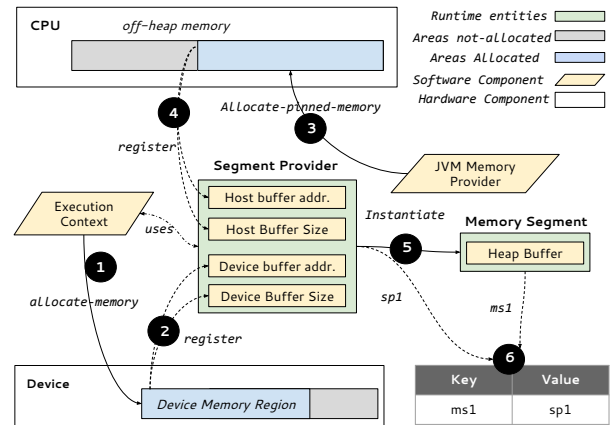 CPU
off-heap memory
Runtime entities
Areas not-allocated
Areas Allocated
Software Component
Hardware Component
4
Allocate-pinned-memory
3
register
Segment Provider
JVM Memory
Provider
Host buffer addr.
Host Buffer Size
Device buffer addr.
Device Buffer Size
Execution
Context
uses
Instantiate
5
Memory Segment
Heap Buffer
1
allocate-memory
2
register
sp1
ms1
6
Device
Device Memory Region
Key Value
ms1 sp1